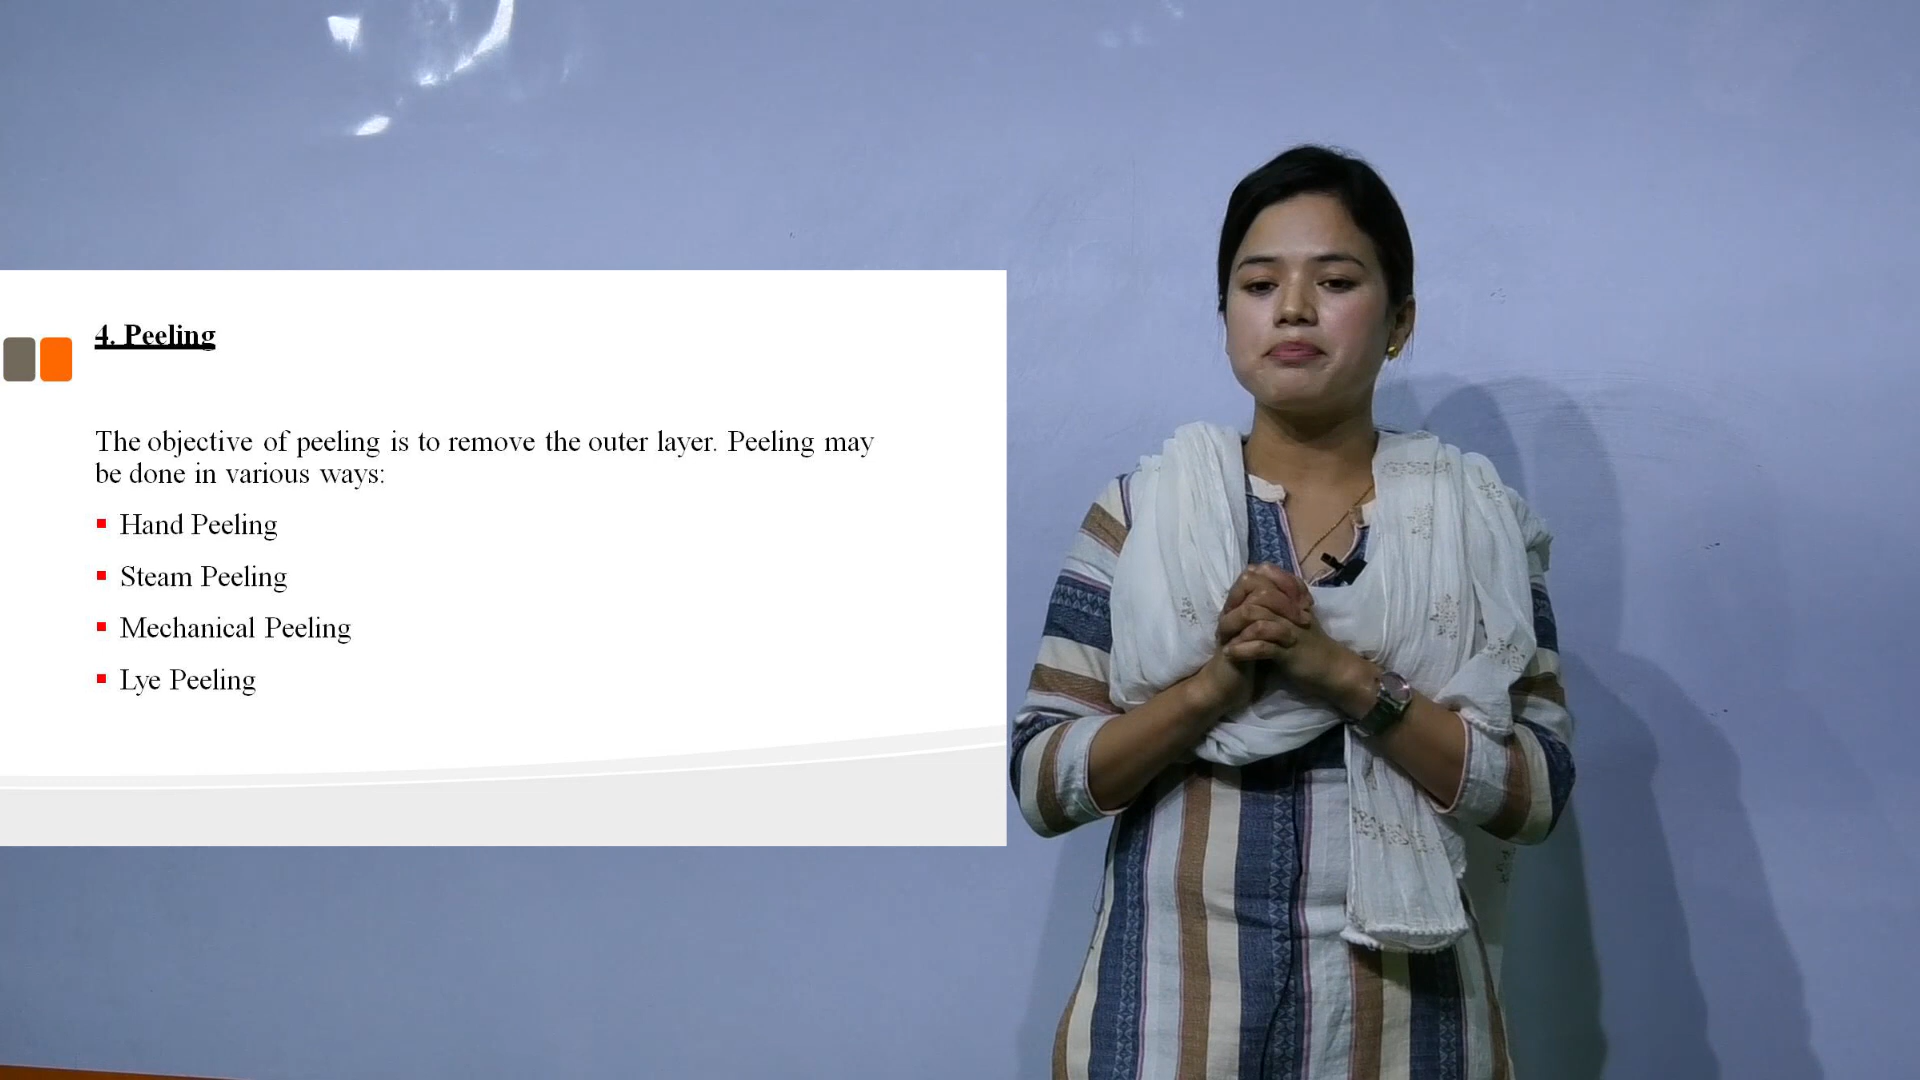 4. Peeling
The objective of peeling is to remove the outer layer. Peeling may
be done in various ways:
Hand Peeling
Steam Peeling
Mechanical Peeling
Lye Peeling